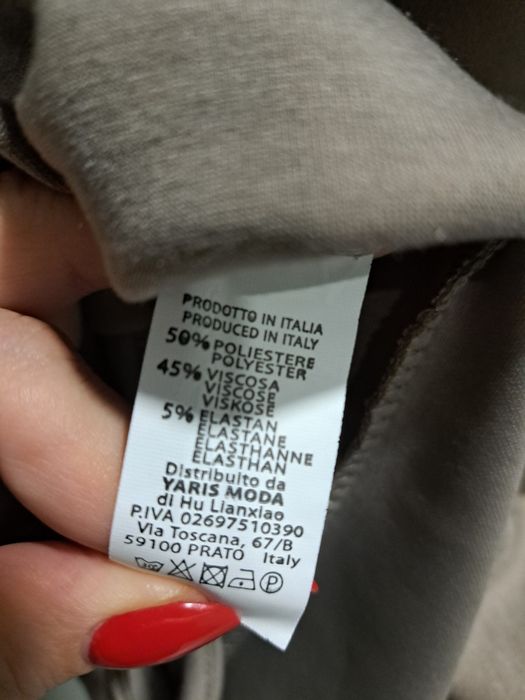 PRODOTTO IN ITALIA
PRODUCED IN ITALY
50% POLIESTERE
POLYESTER
45% VISCOSA
VISCOSE
VISKOSE
5% ELASTAN
ELASTANE
ELASTHANNE
ELASTHAN
Distribuito da
YARIS MODA
di Hu Lianxiao
P.IVA 02697510390
Via Toscana, 67/B
59100 PRATO Italy
P